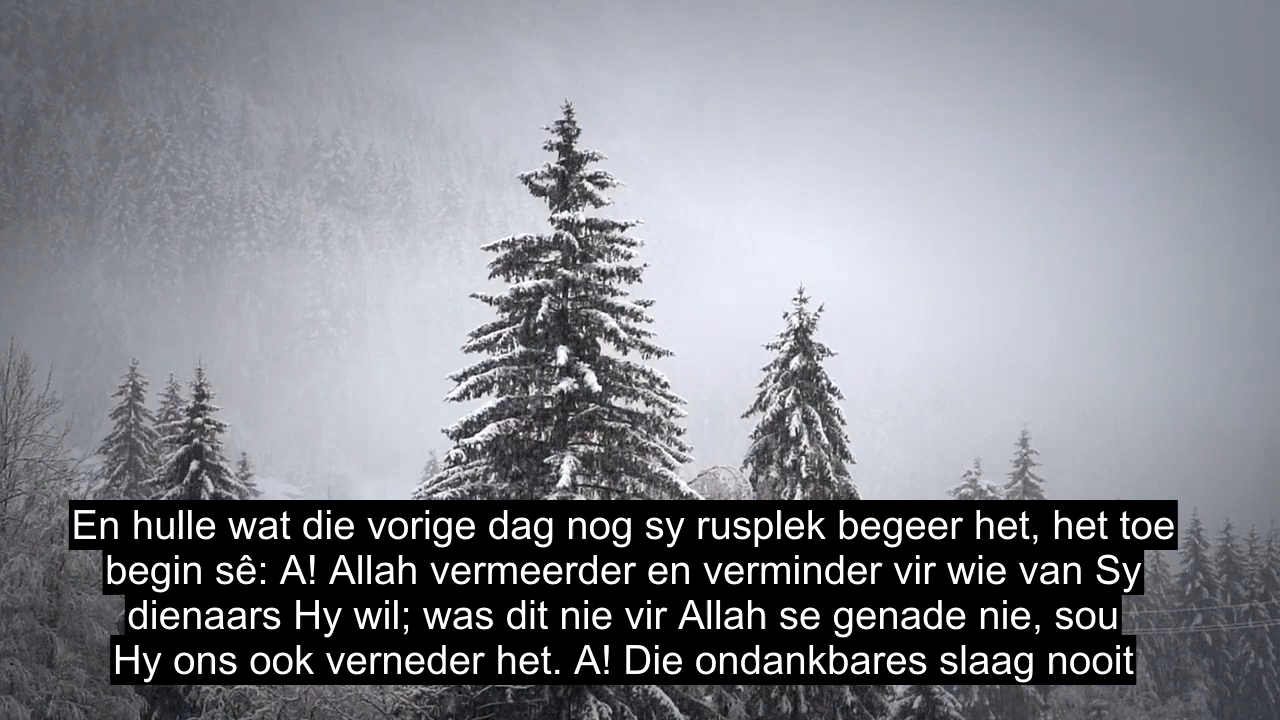 En hulle wat die vorige dag nog sy rusplek begeer het, het toe
begin sê: A! Allah vermeerder en verminder vir wie van Sy
dienaars Hy wil; was dit nie vir Allah se genade nie, sou
Hy ons ook verneder het. A! Die ondankbares slaag nooit